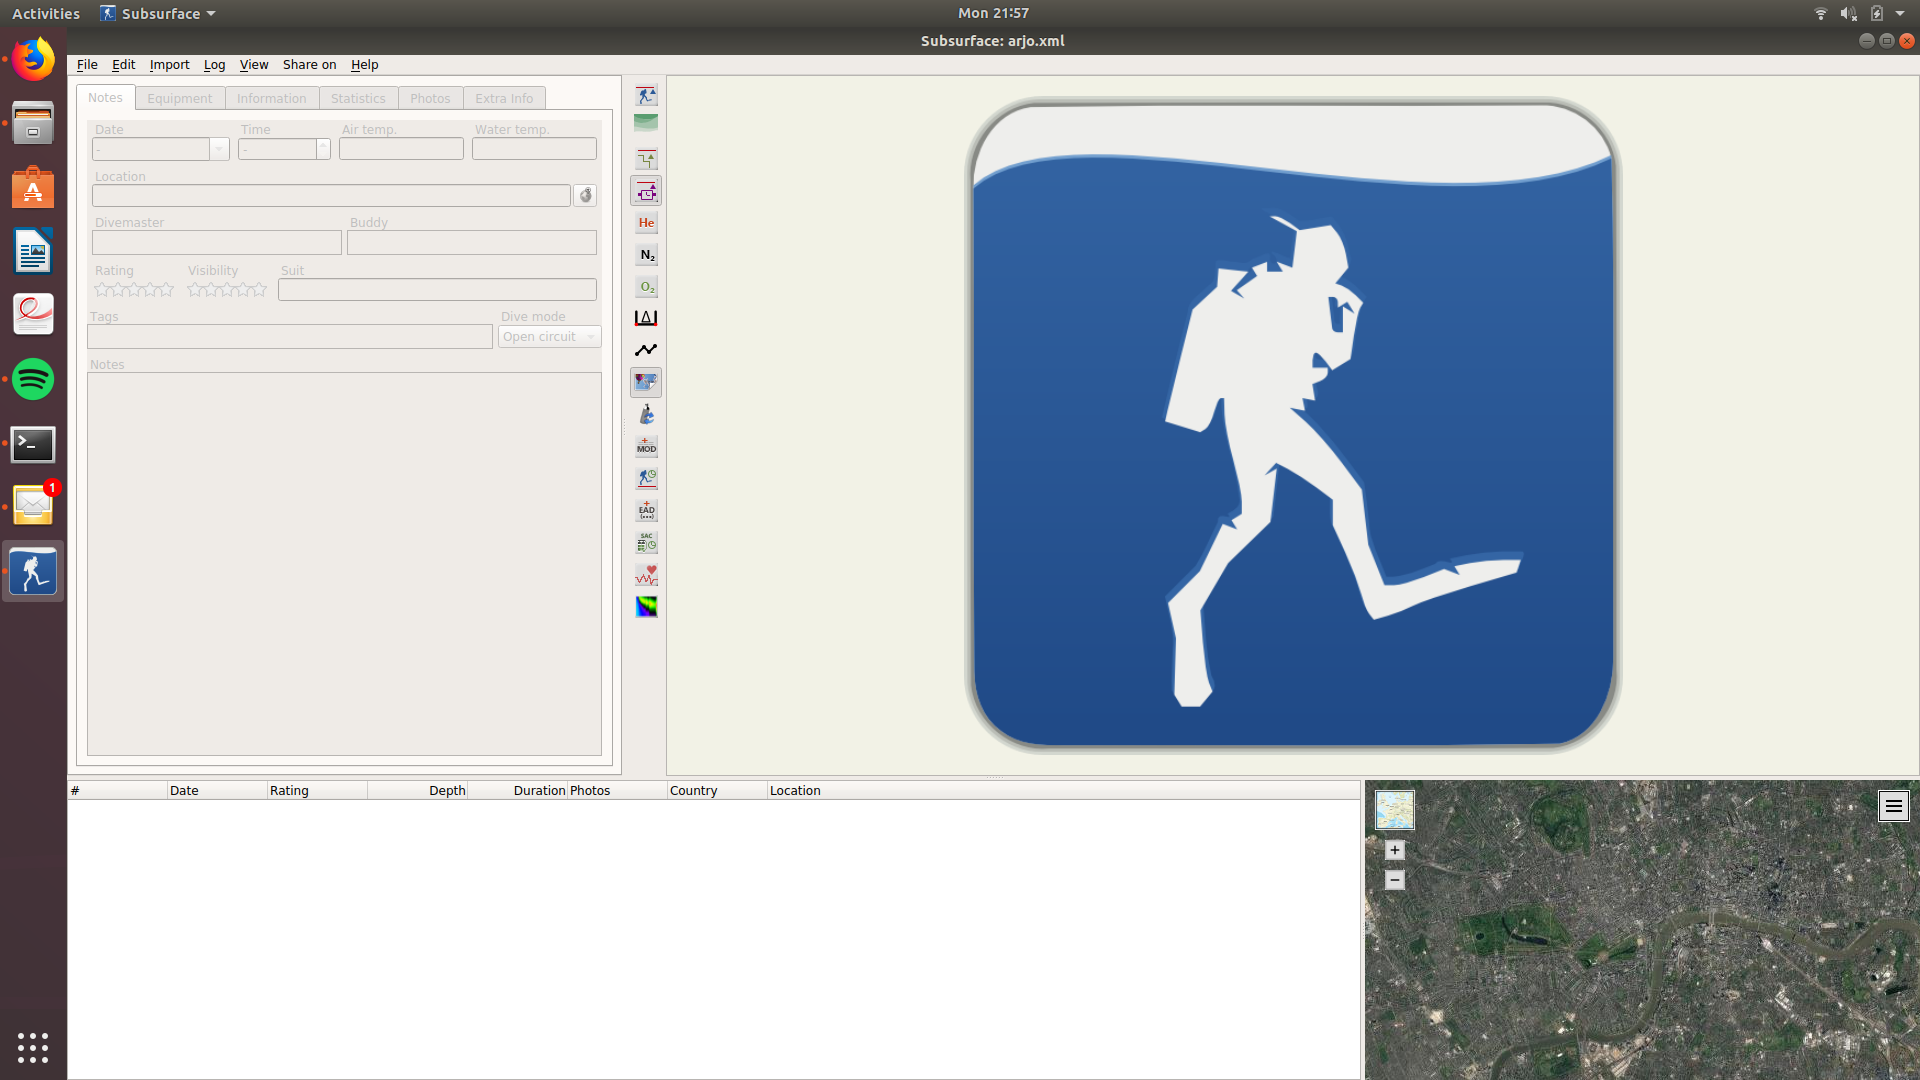 Activities Subsurface Mon 21:57
Subsurface: arjo.xml
File Edit Import Log View Share on Help
Notes Equipment Information Statistics Photos Extra Info
Date Time Air temp. Water temp.
- -
Location
Divemaster Buddy
Rating Visibility Suit
Tags Dive mode
Open circuit
Notes
He
N₂
O₂
MOD
EAD
SAC
1
# Date Rating Depth Duration Photos Country Location
+
−